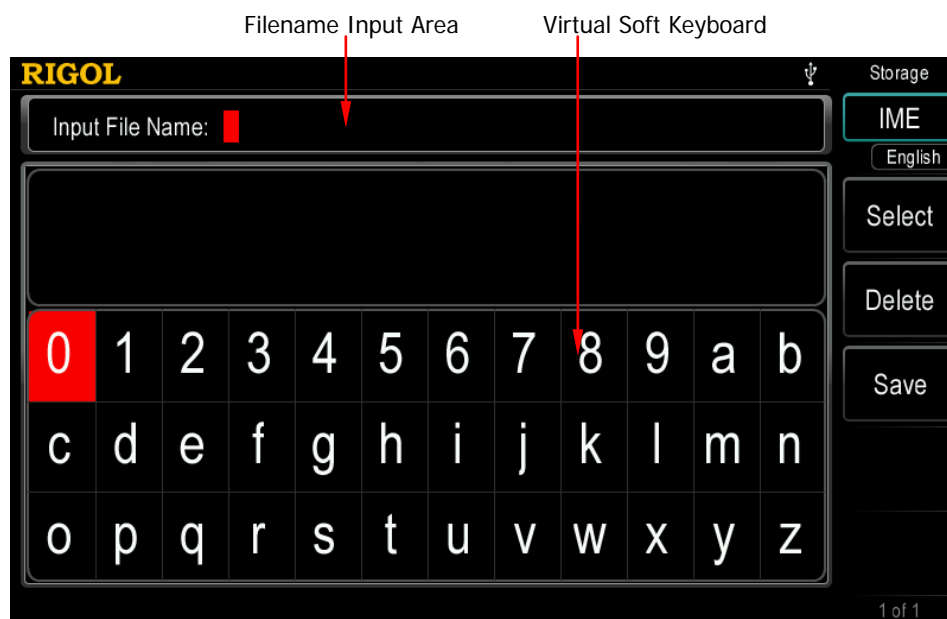 Filename Input Area Virtual Soft Keyboard
RIGOL Storage
Input File Name: IME
English
Select
Delete
0 1 2 3 4 5 6 7 8 9 a b
Save
c d e f g h i j k l m n
o p q r s t u v w x y z
1 of 1